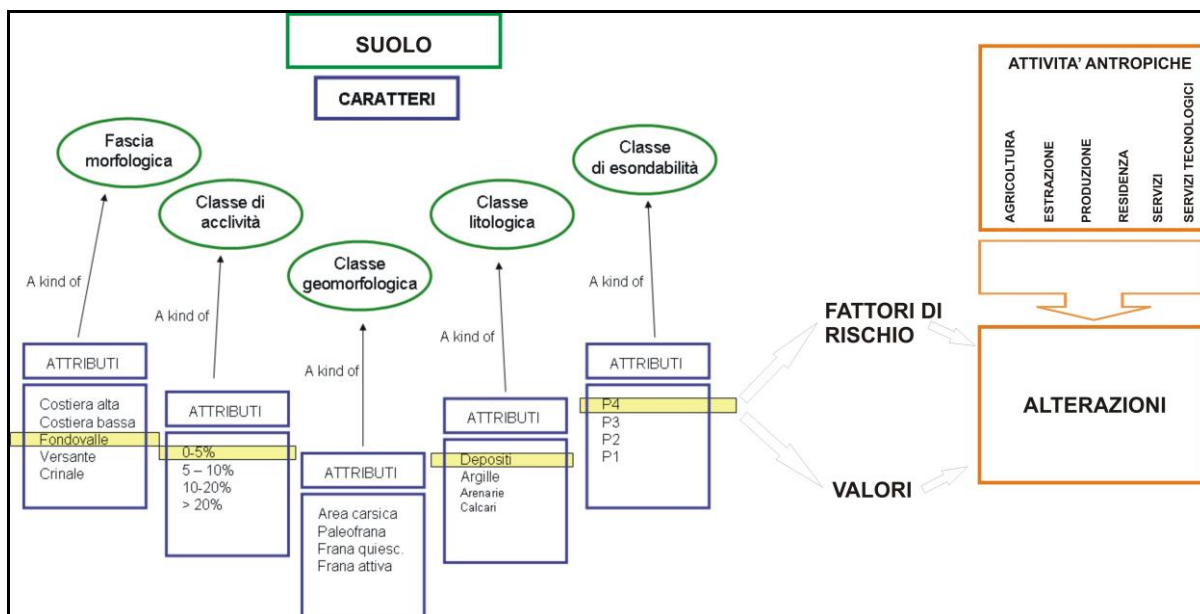 SUOLO
CARATTERI
Fascia
morfologica
Classe di
acclività
Classe
geomorfologica
Classe
litologica
Classe
di esondabilità
A kind of
A kind of
A kind of
A kind of
A kind of
ATTRIBUTI
Costiera alta
Costiera bassa
Fondovalle
Versante
Crinale
ATTRIBUTI
0-5%
5 – 10%
10-20%
> 20%
ATTRIBUTI
Area carsica
Paleofrana
Frana quiesc.
Frana attiva
ATTRIBUTI
Depositi
Argille
Arenarie
Calcari
ATTRIBUTI
P4
P3
P2
P1
FATTORI DI
RISCHIO
VALORI
ATTIVITA' ANTROPICHE
AGRICOLTURA
ESTRAZIONE
PRODUZIONE
RESIDENZA
SERVIZI
SERVIZI TECNOLOGICI
ALTERAZIONI